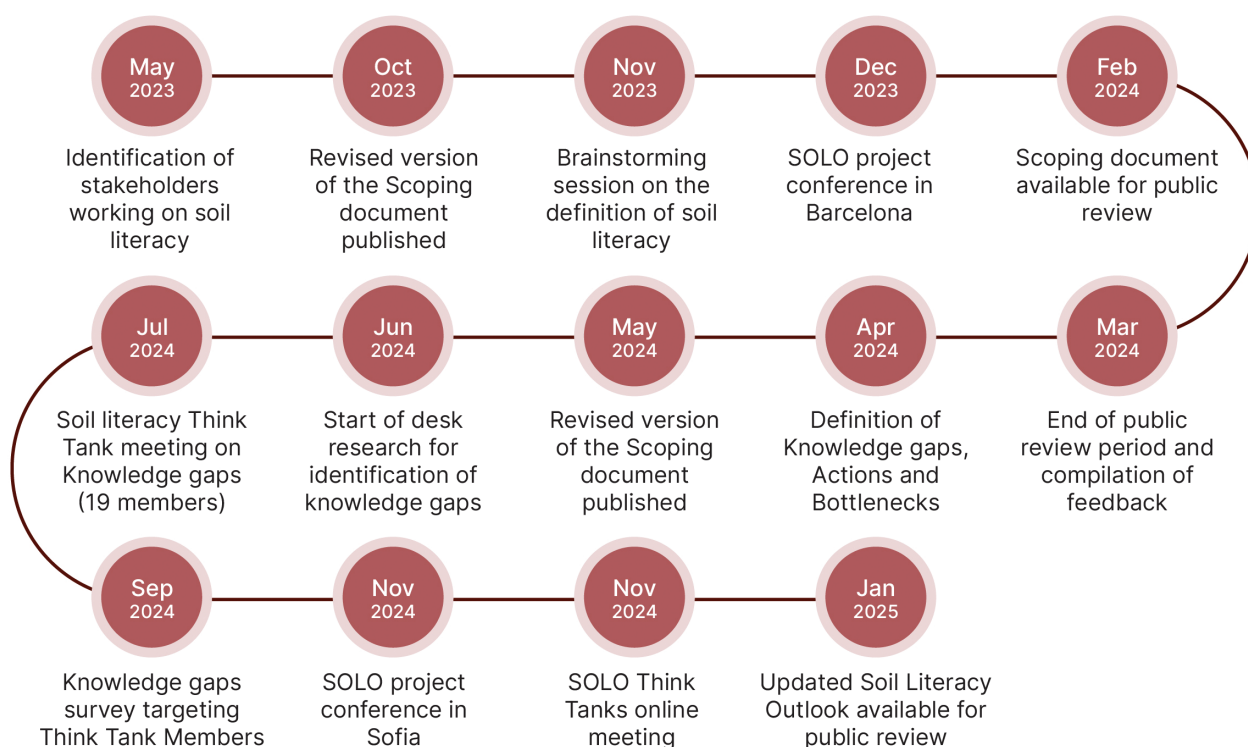 May
2023
Identification of
stakeholders
working on soil
literacy
Oct
2023
Revised version
of the Scoping
document
published
Nov
2023
Brainstorming
session on the
definition of soil
literacy
Dec
2023
SOLO project
conference in
Barcelona
Feb
2024
Scoping document
available for public
review
Mar
2024
End of public
review period and
compilation of
feedback
Apr
2024
Definition of
Knowledge gaps,
Actions and
Bottlenecks
May
2024
Revised version
of the Scoping
document
published
Jun
2024
Start of desk
research for
identification of
knowledge gaps
Jul
2024
Soil literacy Think
Tank meeting on
Knowledge gaps
(19 members)
Sep
2024
Knowledge gaps
survey targeting
Think Tank Members
Nov
2024
SOLO project
conference in
Sofia
Nov
2024
SOLO Think
Tanks online
meeting
Jan
2025
Updated Soil Literacy
Outlook available for
public review